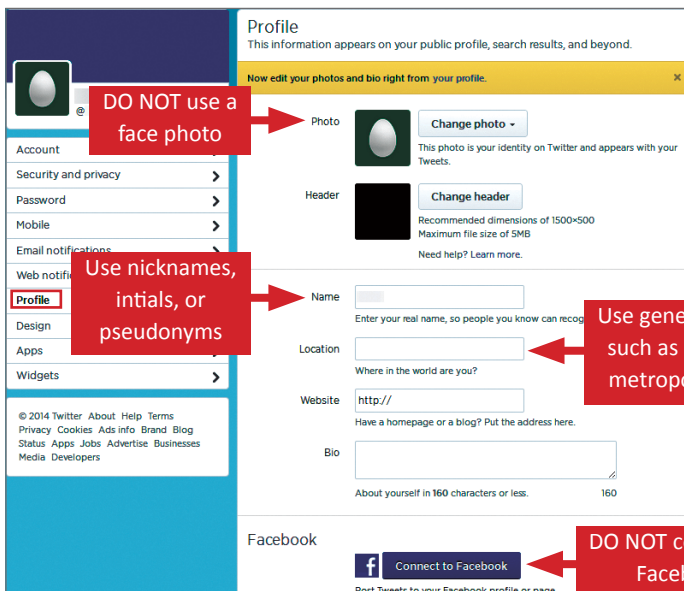 Profile
This information appears on your public profile, search results, and beyond.
Now edit your photos and bio right from your profile.
@
DO NOT use a
face photo
Photo
Change photo
This photo is your identity on Twitter and appears with your
Tweets.
Account
Security and privacy
Password
Mobile
Email notifications
Web notifi
Profile
Design
Apps
Widgets
Header
Change header
Recommended dimensions of 1500×500
Maximum file size of 5MB
Need help? Learn more.
Use nicknames,
intials, or
pseudonyms
Name
Enter your real name, so people you know can recog
Use gene
such as
metropo
Location
Where in the world are you?
Website
http://
Have a homepage or a blog? Put the address here.
Bio
About yourself in 160 characters or less.
160
© 2014 Twitter About Help Terms
Privacy Cookies Ads info Brand Blog
Status Apps Jobs Advertise Businesses
Media Developers
Facebook
f
Connect to Facebook
DO NOT c
Faceb
Post Tweets to your Facebook profile or page.